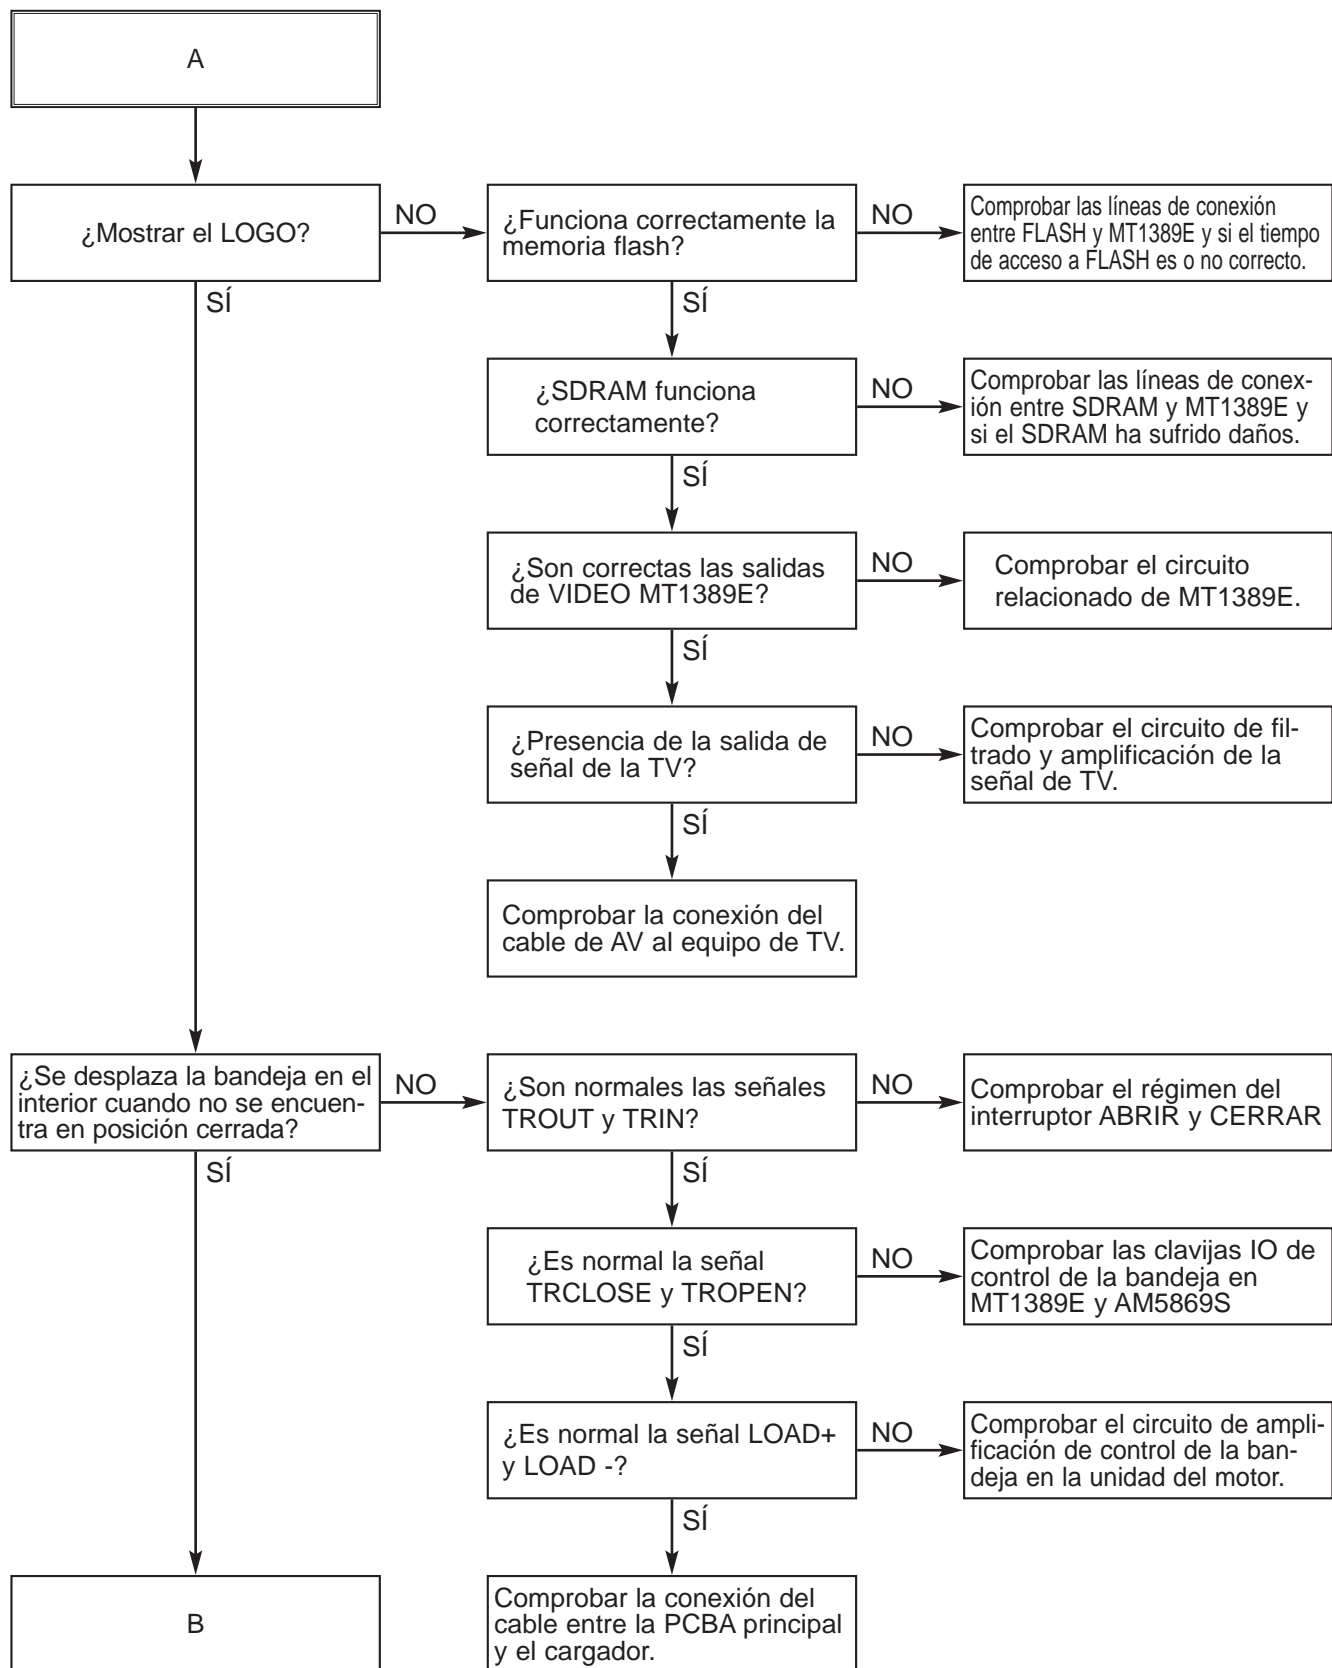 A
¿Mostrar el LOGO?
NO
¿Funciona correctamente la
memoria flash?
NO
Comprobar las líneas de conexión
entre FLASH y MT1389E y si el tiempo
de acceso a FLASH es o no correcto.
SÍ
SÍ
¿SDRAM funciona
correctamente?
NO
Comprobar las líneas de conex-
ión entre SDRAM y MT1389E y
si el SDRAM ha sufrido daños.
SÍ
¿Son correctas las salidas
de VIDEO MT1389E?
NO
Comprobar el circuito
relacionado de MT1389E.
SÍ
¿Presencia de la salida de
señal de la TV?
NO
Comprobar el circuito de fil-
trado y amplificación de la
señal de TV.
SÍ
Comprobar la conexión del
cable de AV al equipo de TV.
¿Se desplaza la bandeja en el
interior cuando no se encuen-
tra en posición cerrada?
NO
¿Son normales las señales
TROUT y TRIN?
NO
Comprobar el régimen del
interruptor ABRIR y CERRAR
SÍ
SÍ
¿Es normal la señal
TRCLOSE y TROPEN?
NO
Comprobar las clavijas IO de
control de la bandeja en
MT1389E y AM5869S
SÍ
¿Es normal la señal LOAD+
y LOAD -?
NO
Comprobar el circuito de ampli-
ficación de control de la ban-
deja en la unidad del motor.
SÍ
B
Comprobar la conexión del
cable entre la PCBA principal
y el cargador.